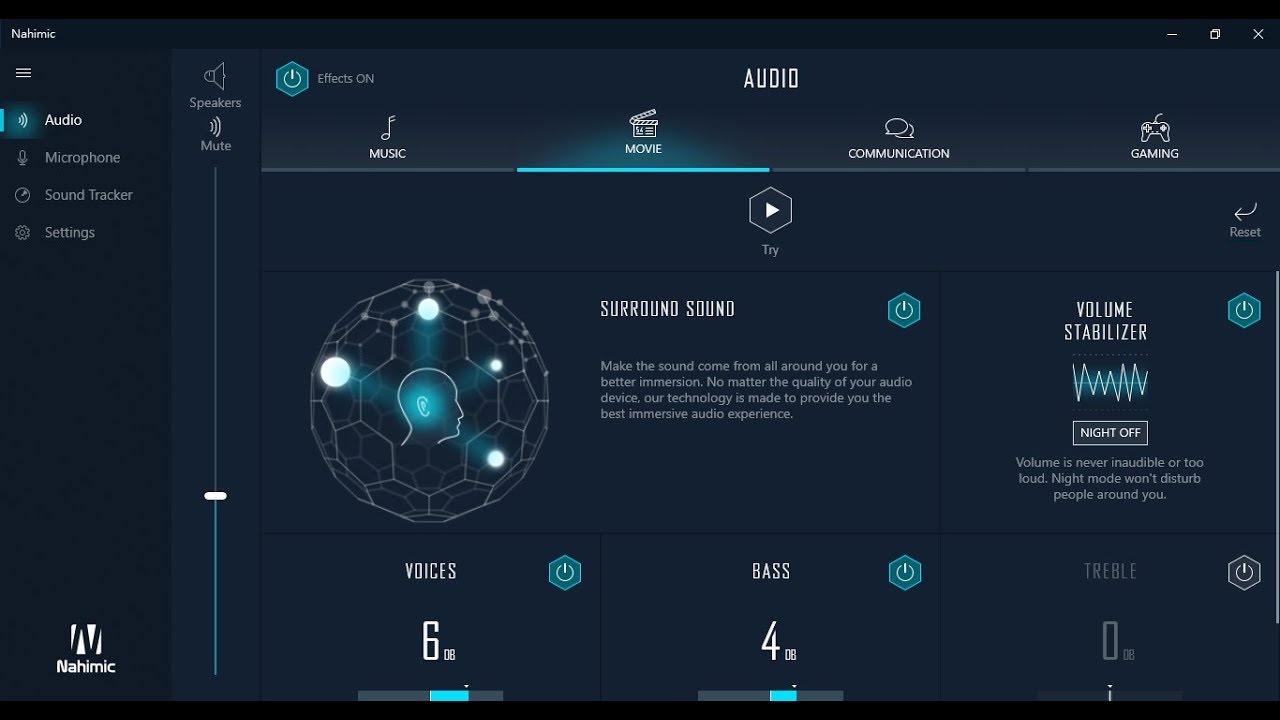 Nahimic
Audio
Microphone
Sound Tracker
Settings
Nahimic
Speakers
Mute
Effects ON
AUDIO
MUSIC
MOVIE
COMMUNICATION
GAMING
Try
Reset
SURROUND SOUND
Make the sound come from all around you for a
better immersion. No matter the quality of your audio
device, our technology is made to provide you the
best immersive audio experience.
VOLUME
STABILIZER
NIGHT OFF
Volume is never inaudible or too
loud. Night mode won't disturb
people around you.
VOICES
6 DB
BASS
4 DB
TREBLE
0 DB